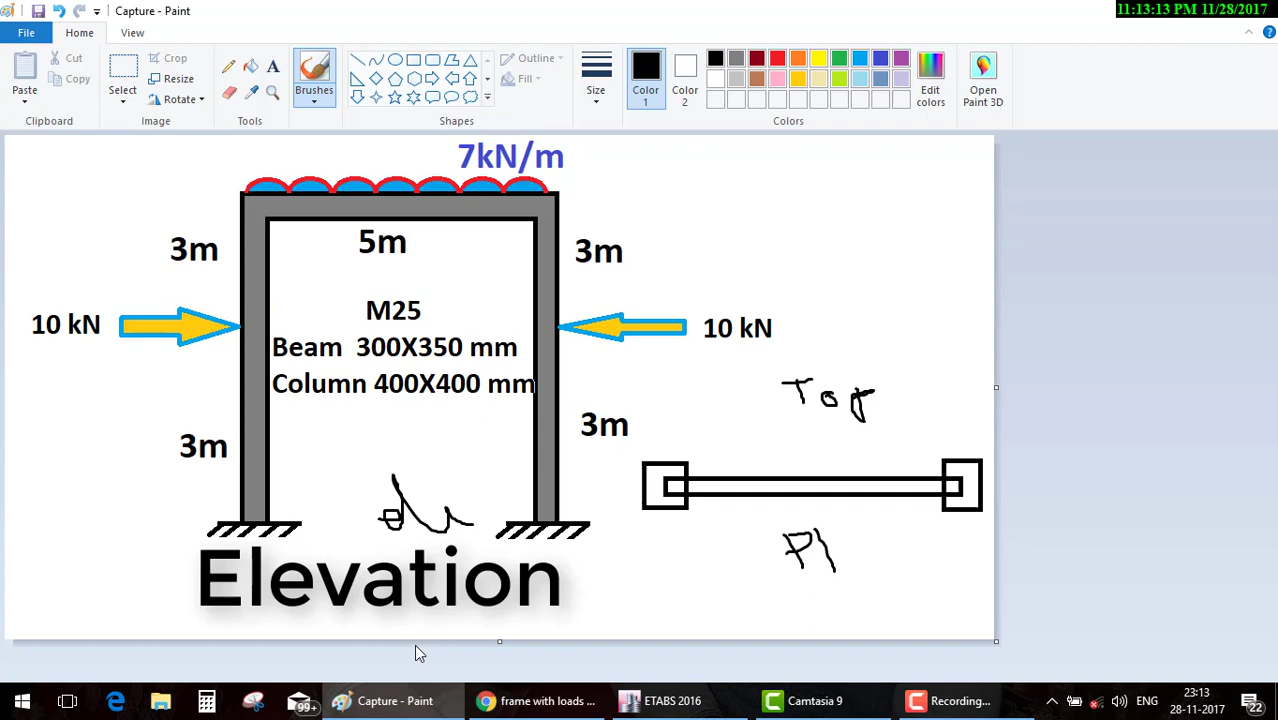 Capture - Paint
11:13:13 PM 11/28/2017
File Home View
Paste
Cut
Copy
Clipboard
Select
Crop
Resize
Rotate
Image
A
Tools
Brushes
Shapes
Outline
Fill
Size
Color 1
Color 2
Colors
Edit colors
Open Paint 3D
7kN/m
3m
5m
3m
M25
10 kN
10 kN
Beam 300X350 mm
Column 400X400 mm
Top
3m
3m
Pl
Elevation
99+
Capture - Paint
frame with loads ...
ETABS 2016
Camtasia 9
Recording...
ENG
23:13
28-11-2017
22